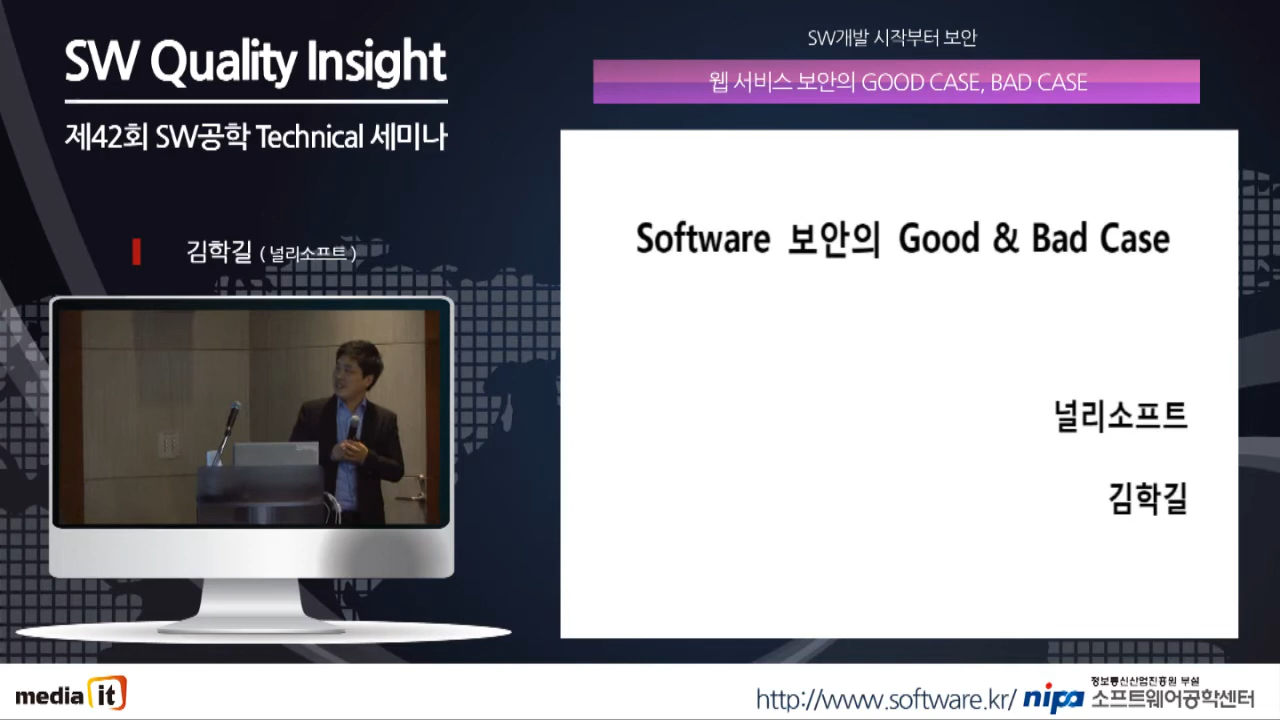 SW Quality Insight
제42회 SW공학 Technical 세미나
김학길 ( 널리소프트 )
SW개발 시작부터 보안
웹 서비스 보안의 GOOD CASE, BAD CASE
Software 보안의 Good & Bad Case
널리소프트
김학길
media it
http://www.software.kr/
nipa
정보통신산업진흥원 부설
소프트웨어공학센터